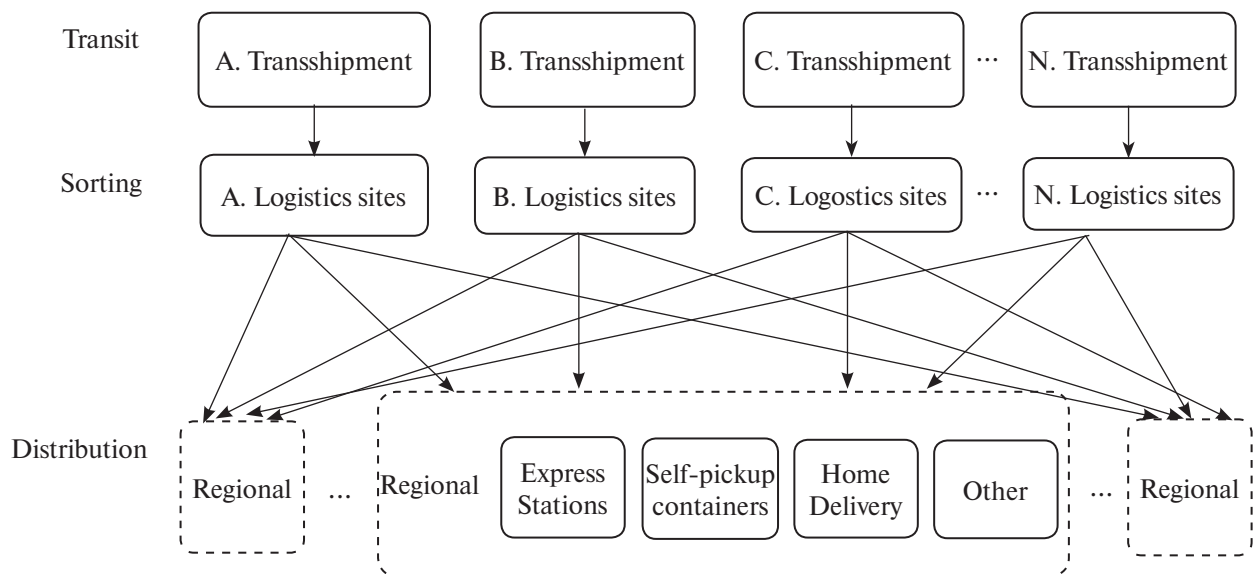 Transit
A. Transshipment
B. Transshipment
C. Transshipment
...
N. Transshipment
Sorting
A. Logistics sites
B. Logistics sites
C. Logostics sites
...
N. Logistics sites
Distribution
Regional
...
Regional
Express
Stations
Self-pickup
containers
Home
Delivery
Other
...
Regional